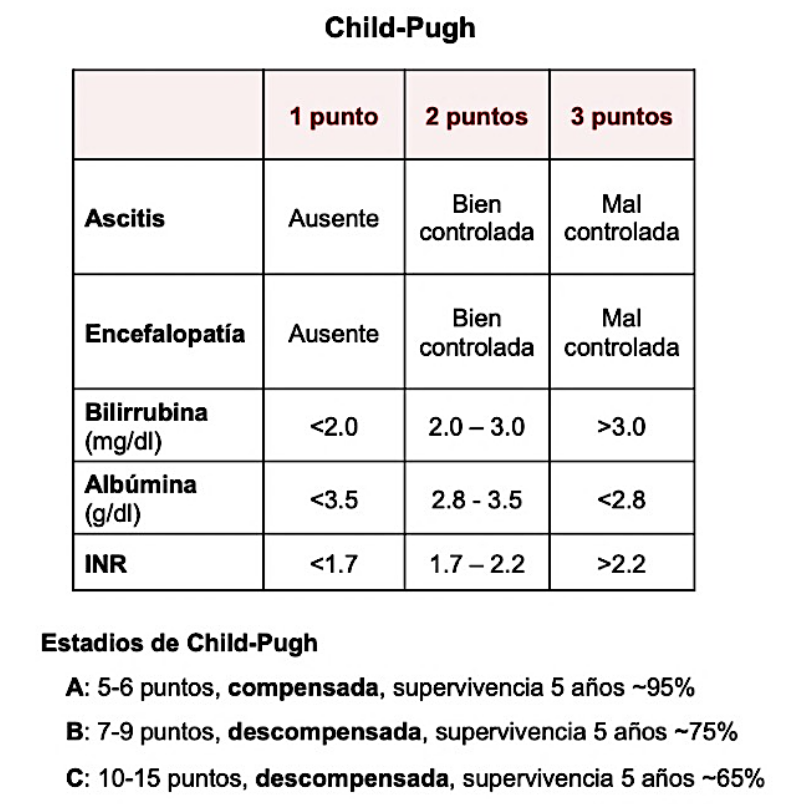 Child-Pugh
1 punto 2 puntos 3 puntos
Ascitis Ausente Bien controlada Mal controlada
Encefalopatía Ausente Bien controlada Mal controlada
Bilirrubina (mg/dl) <2.0 2.0 – 3.0 >3.0
Albúmina (g/dl) <3.5 2.8 - 3.5 <2.8
INR <1.7 1.7 – 2.2 >2.2
Estadios de Child-Pugh
A: 5-6 puntos, compensada, supervivencia 5 años ~95%
B: 7-9 puntos, descompensada, supervivencia 5 años ~75%
C: 10-15 puntos, descompensada, supervivencia 5 años ~65%